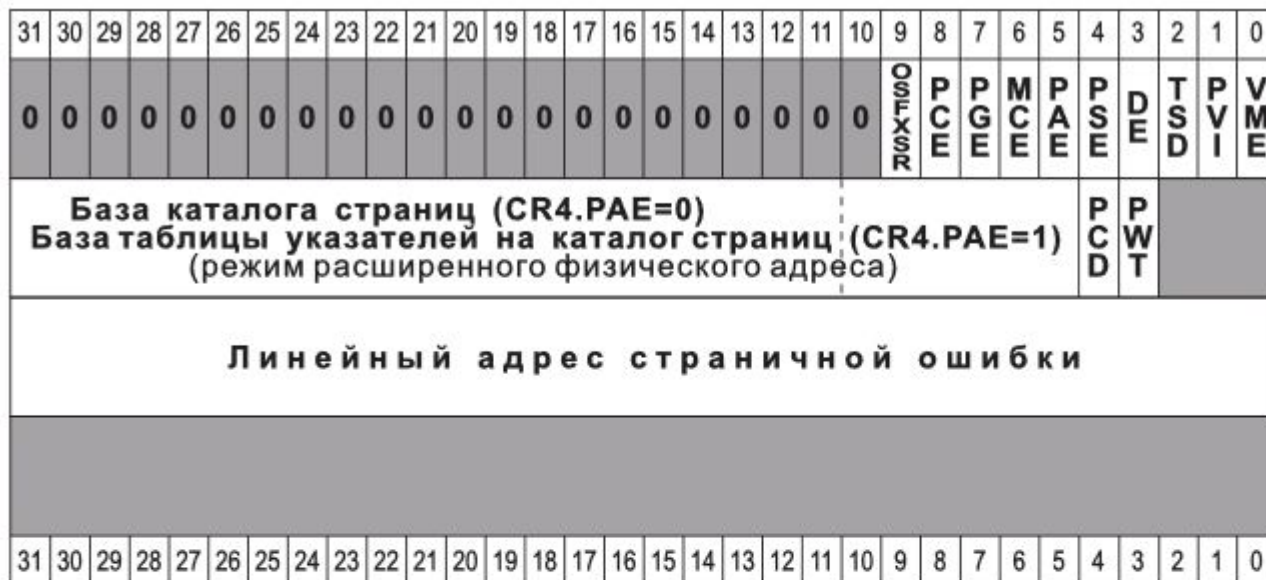 31 30 29 28 27 26 25 24 23 22 21 20 19 18 17 16 15 14 13 12 11 10 9 8 7 6 5 4 3 2 1 0
0 0 0 0 0 0 0 0 0 0 0 0 0 0 0 0 0 0 0 0 0 0 OSFXSR PCE PGE MCE PAE PSE DE TSD PVI VME
База каталога страниц (CR4.PAE=0)
База таблицы указателей на каталог страниц (CR4.PAE=1)
(режим расширенного физического адреса)
PCD PWT
Линейный адрес страничной ошибки
31 30 29 28 27 26 25 24 23 22 21 20 19 18 17 16 15 14 13 12 11 10 9 8 7 6 5 4 3 2 1 0